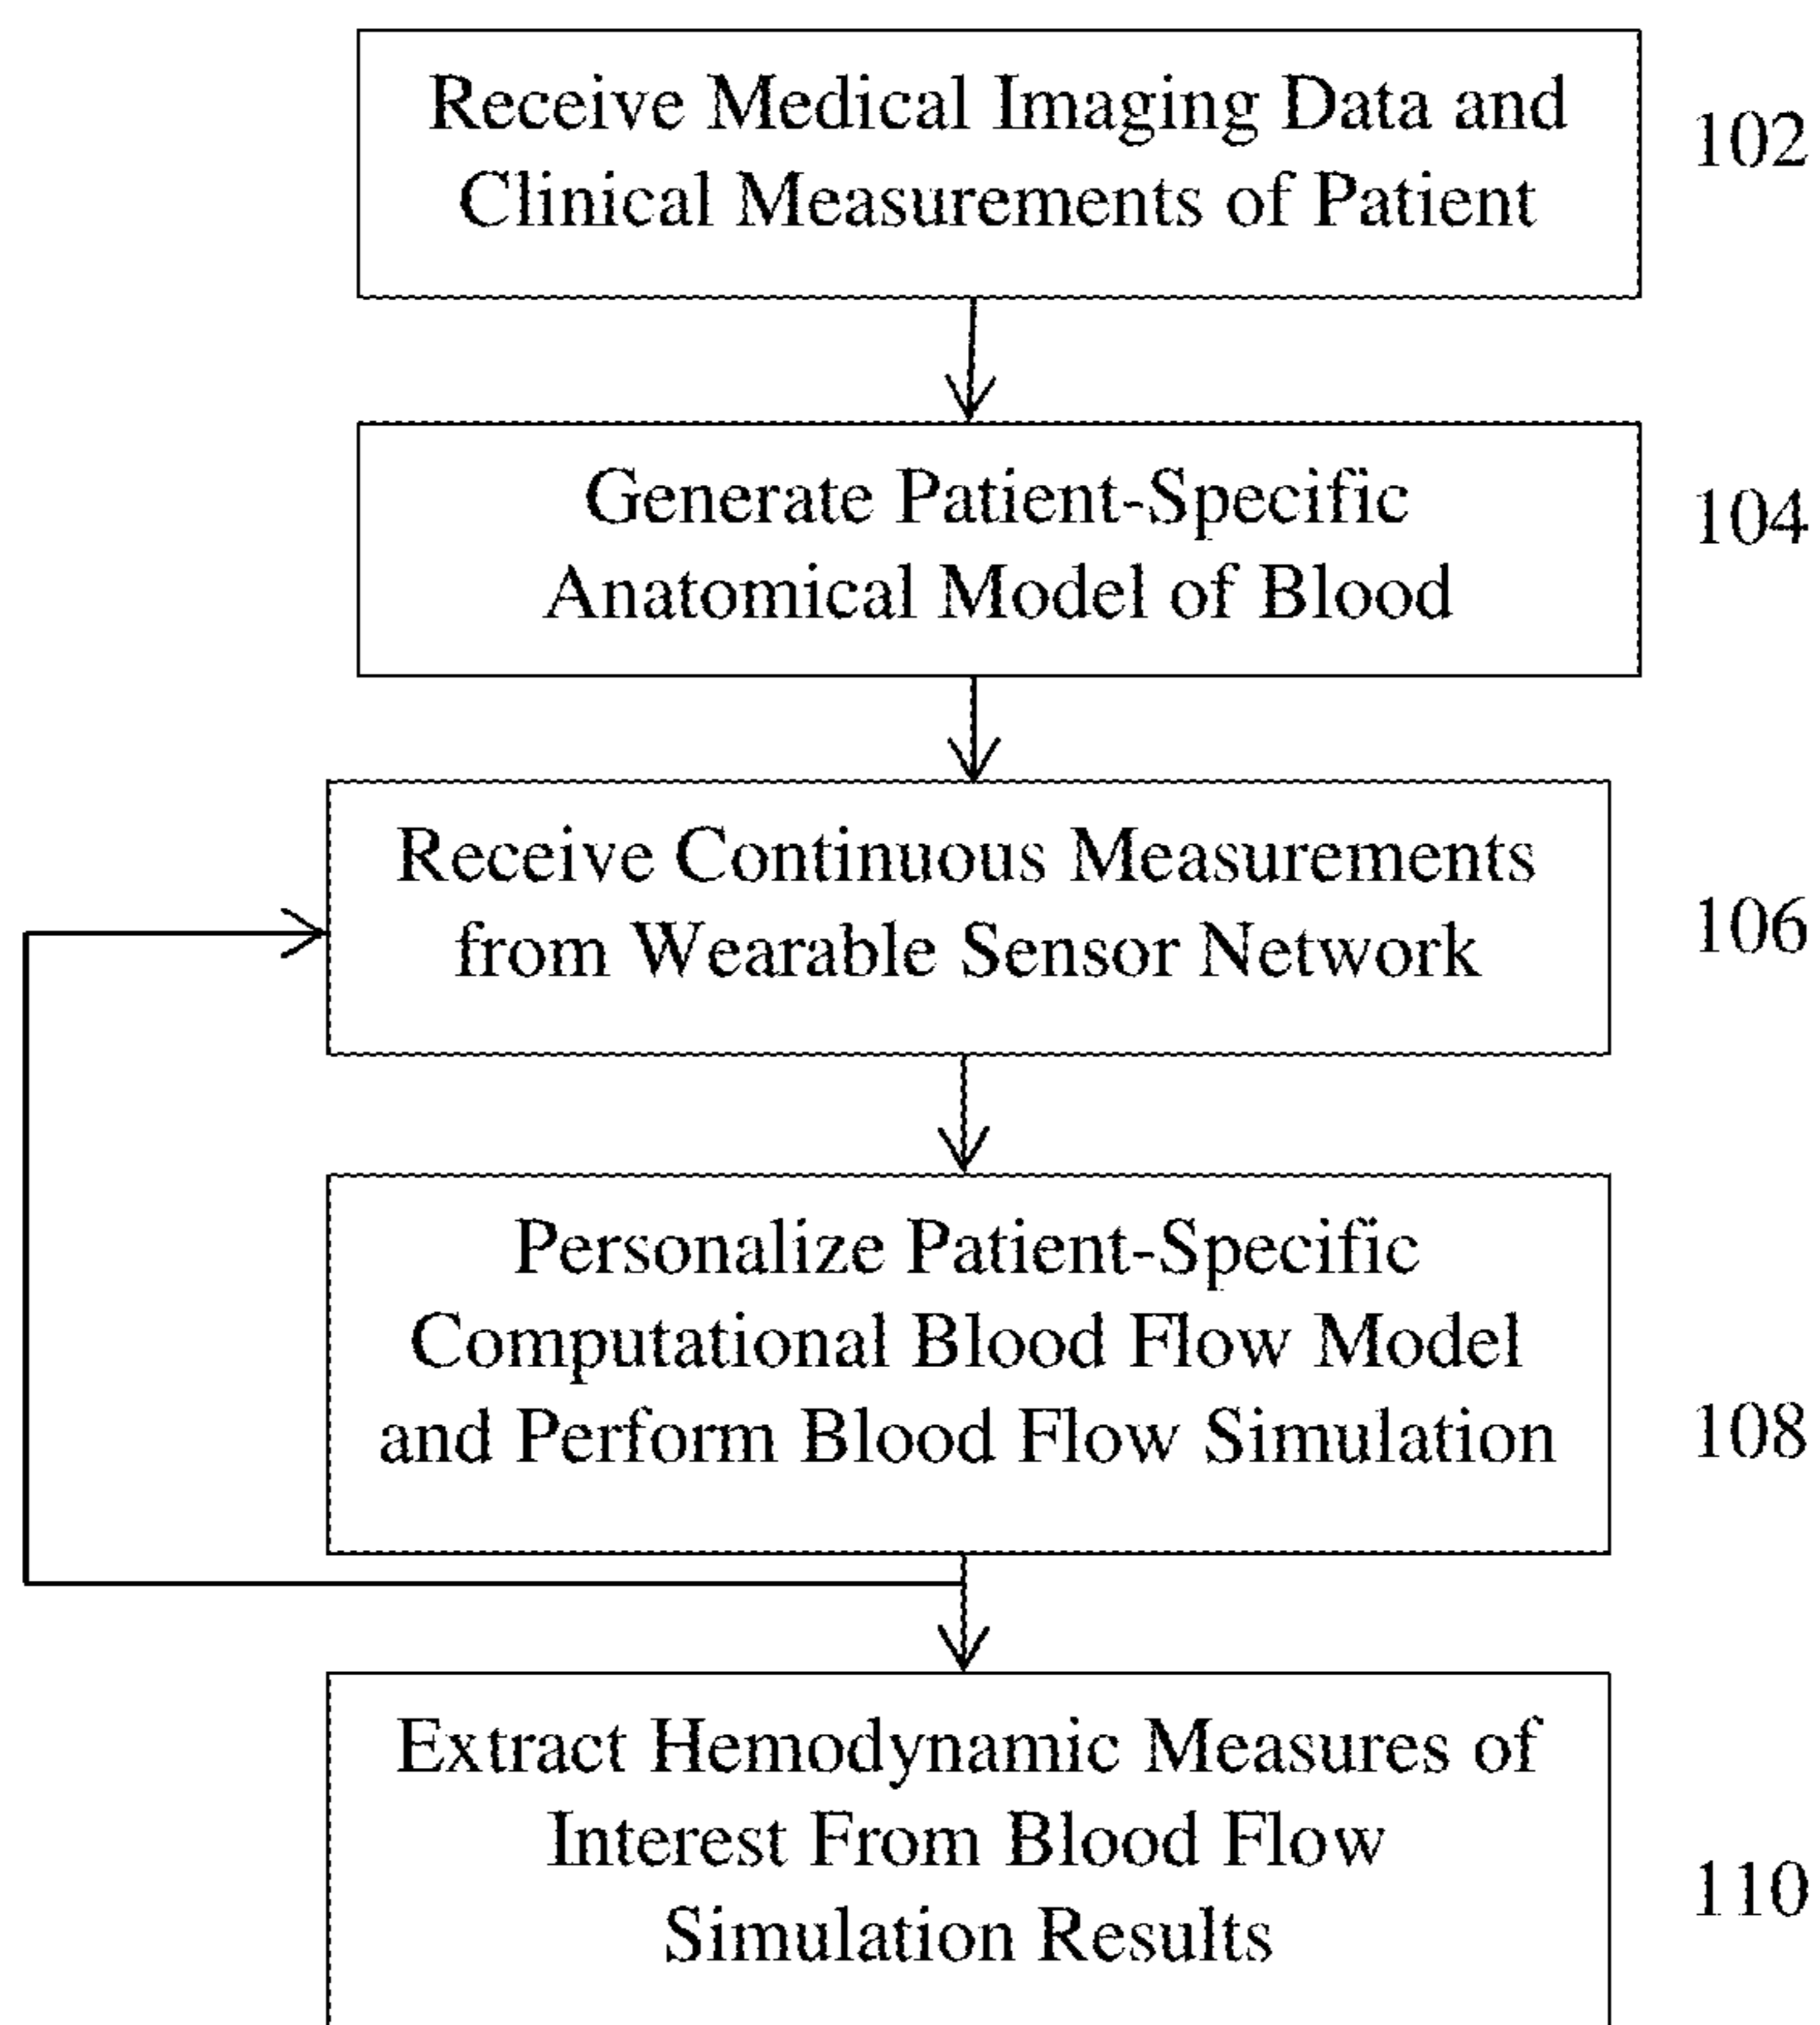 Receive Medical Imaging Data and
Clinical Measurements of Patient
102
Generate Patient-Specific
Anatomical Model of Blood
104
Receive Continuous Measurements
from Wearable Sensor Network
106
Personalize Patient-Specific
Computational Blood Flow Model
and Perform Blood Flow Simulation
108
Extract Hemodynamic Measures of
Interest From Blood Flow
Simulation Results
110